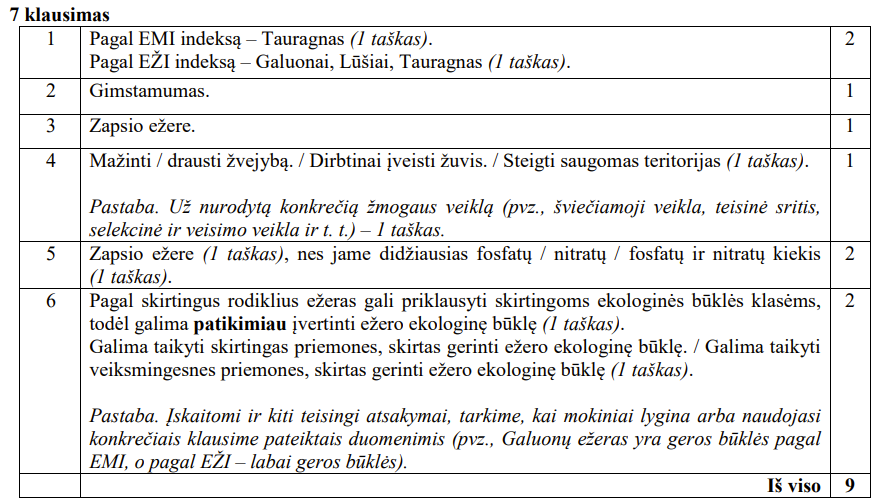 7 klausimas
1 Pagal EMI indeksą – Tauragnas (1 taškas). 2
Pagal EŽI indeksą – Galuonai, Lūšiai, Tauragnas (1 taškas).
2 Gimstamumas. 1
3 Zapsio ežere. 1
4 Mažinti / drausti žvejybą. / Dirbtinai įveisti žuvis. / Steigti saugomas teritorijas (1 taškas). 1
Pastaba. Už nurodytą konkrečią žmogaus veiklą (pvz., šviečiamoji veikla, teisinė sritis,
selekcinė ir veisimo veikla ir t. t.) – 1 taškas.
5 Zapsio ežere (1 taškas), nes jame didžiausias fosfatų / nitratų / fosfatų ir nitratų kiekis 2
(1 taškas).
6 Pagal skirtingus rodiklius ežeras gali priklausyti skirtingoms ekologinės būklės klasėms, 2
todėl galima patikimiau įvertinti ežero ekologinę būklę (1 taškas).
Galima taikyti skirtingas priemones, skirtas gerinti ežero ekologinę būklę. / Galima taikyti
veiksmingesnes priemones, skirtas gerinti ežero ekologinę būklę (1 taškas).
Pastaba. Įskaitomi ir kiti teisingi atsakymai, tarkime, kai mokiniai lygina arba naudojasi
konkrečiais klausime pateiktais duomenimis (pvz., Galuonų ežeras yra geros būklės pagal
EMI, o pagal EŽI – labai geros būklės).
Iš viso 9